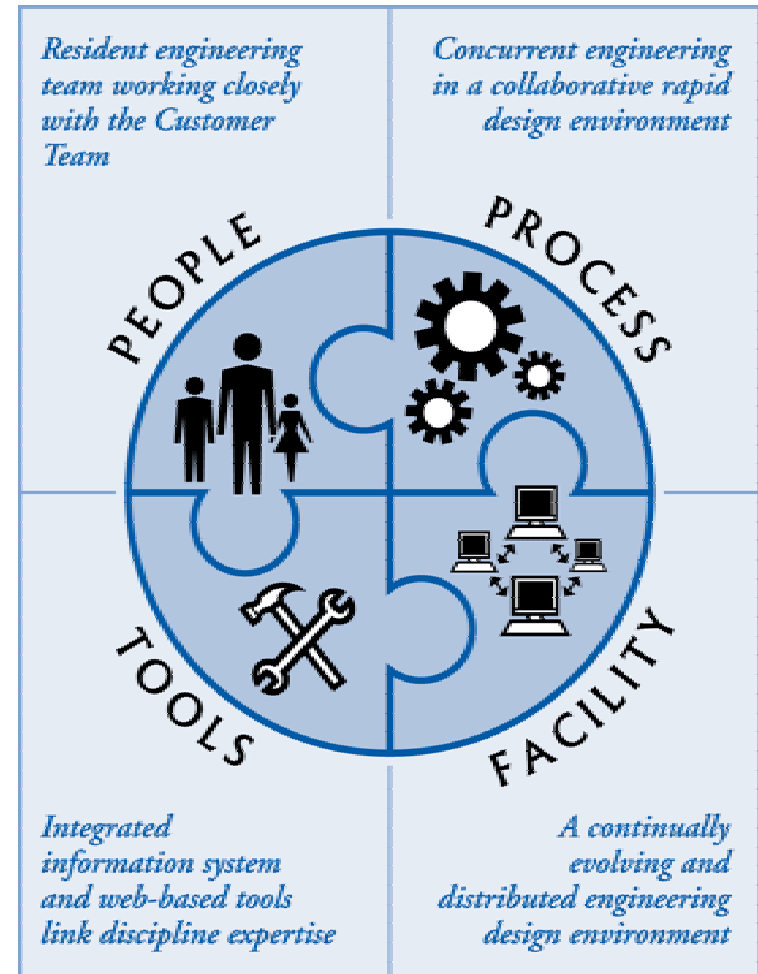 Resident engineering
team working closely
with the Customer
Team
Concurrent engineering
in a collaborative rapid
design environment
PEOPLE
PROCESS
TOOLS
FACILITY
Integrated
information system
and web-based tools
link discipline expertise
A continually
evolving and
distributed engineering
design environment